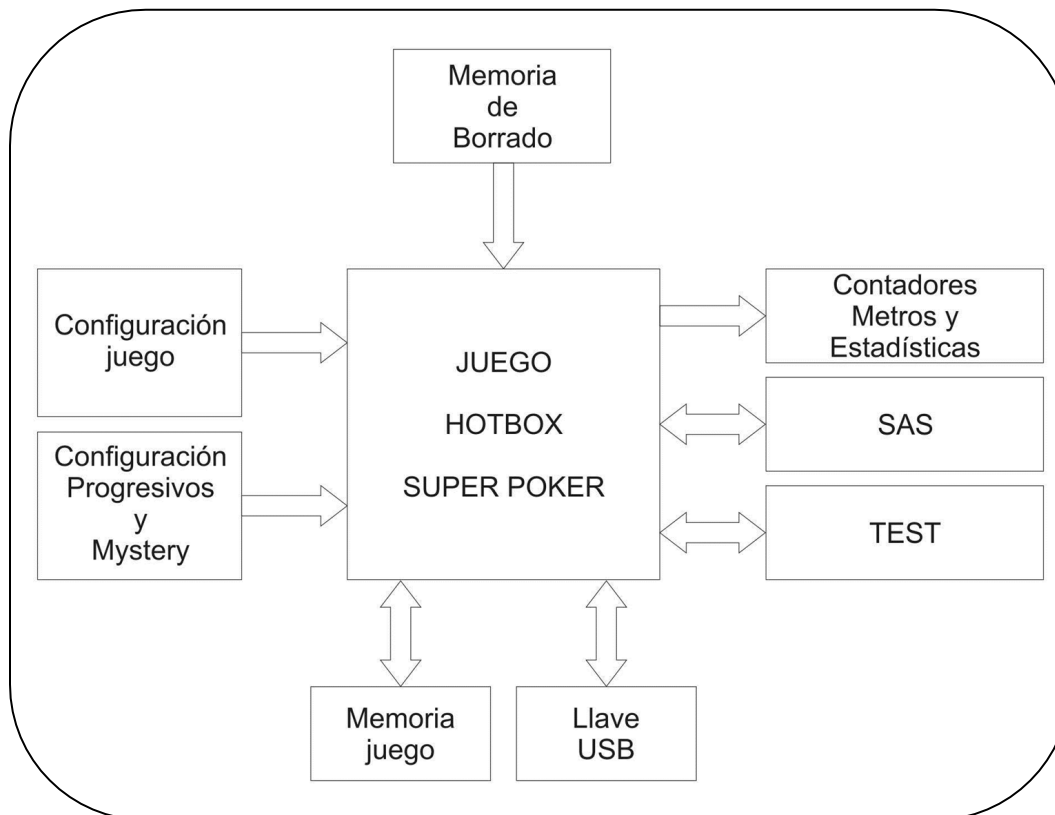 Memoria
de
Borrado
Configuración
juego
Configuración
Progresivos
y
Mystery
JUEGO
HOTBOX
SUPER POKER
Contadores
Metros y
Estadísticas
SAS
TEST
Memoria
juego
Llave
USB